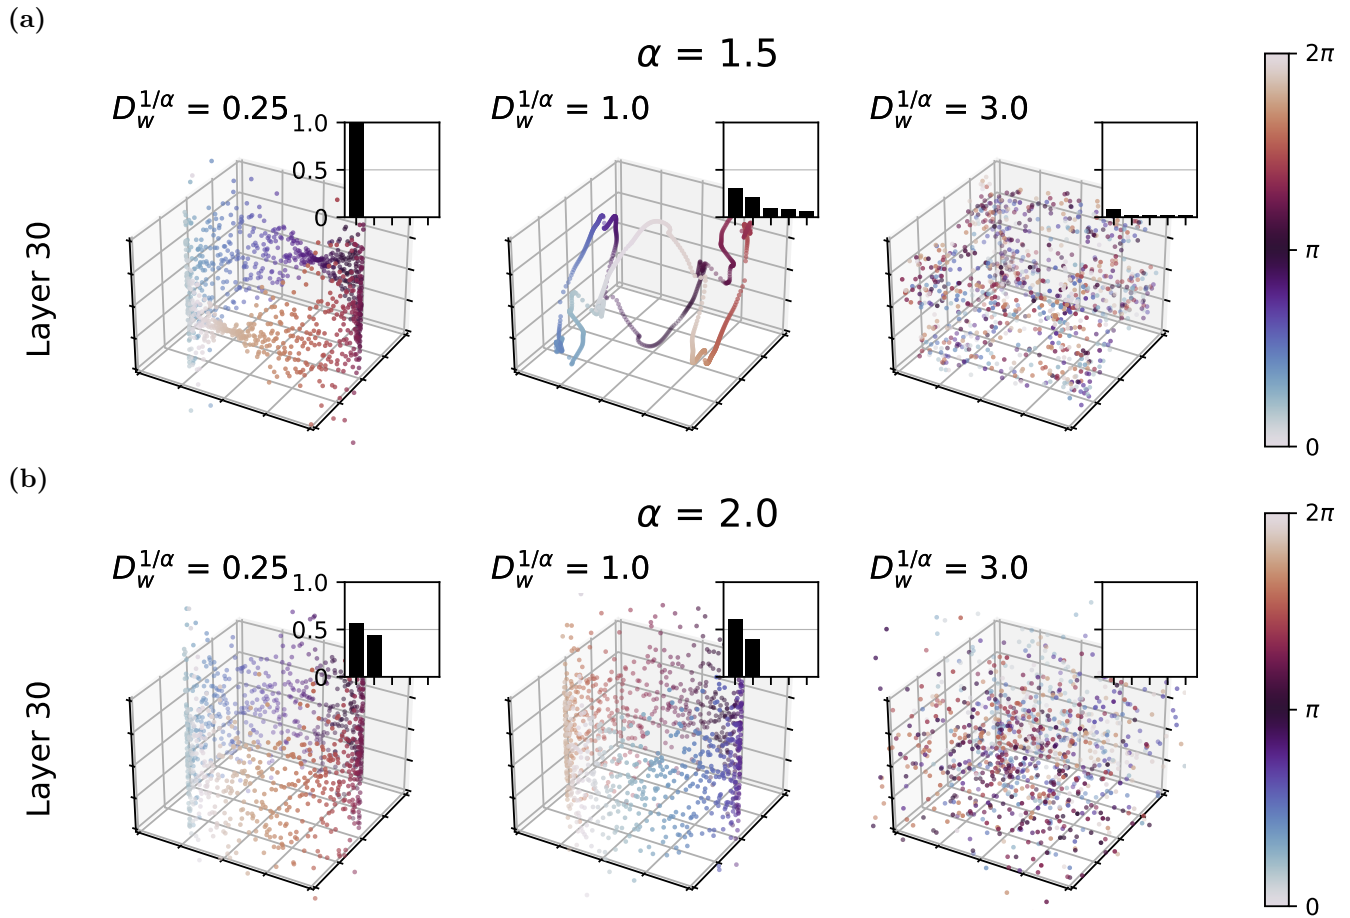 (a)
α = 1.5
D_w^{1/α} = 0.25
1.0
0.5
0
D_w^{1/α} = 1.0
D_w^{1/α} = 3.0
Layer 30
2π
π
0
(b)
α = 2.0
D_w^{1/α} = 0.25
1.0
0.5
0
D_w^{1/α} = 1.0
D_w^{1/α} = 3.0
Layer 30
2π
π
0